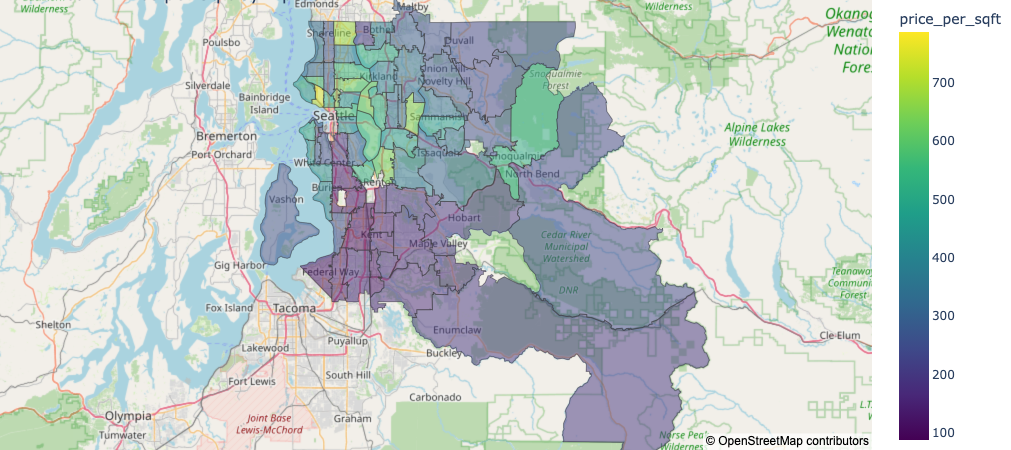 Wilderness
Edmonds
Maltby
Wilderness
Okanog
Wenatc
Nation
Fores
price_per_sqft
Poulsbo
Shoreline
Bothe
Duvall
Silverdale
Kirkland
Union Hill-
Novelty Hill
Snoqualmie
Forest
700
Bainbridge
Island
Seattle
Sammamish
Bremerton
Alpine Lakes
Wilderness
600
Port Orchard
White Center
Issaquah
Snoqualmie
North Bend
Burien
Renton
Vashon
500
Hobart
Kent
Maple Valley
Cedar River
Municipal
Watershed
400
Gig Harbor
Federal Way
DNR
Teanaway
Community
Forest
Fox Island
Tacoma
300
Shelton
Enumclaw
Cle Elum
Lakewood
Puyallup
Buckley
Fort Lewis
South Hill
200
Carbonado
Olympia
Joint Base
Lewis-McChord
Graham
L.T.
Tumwater
Norse Peak
Wilderness
© OpenStreetMap contributors
100